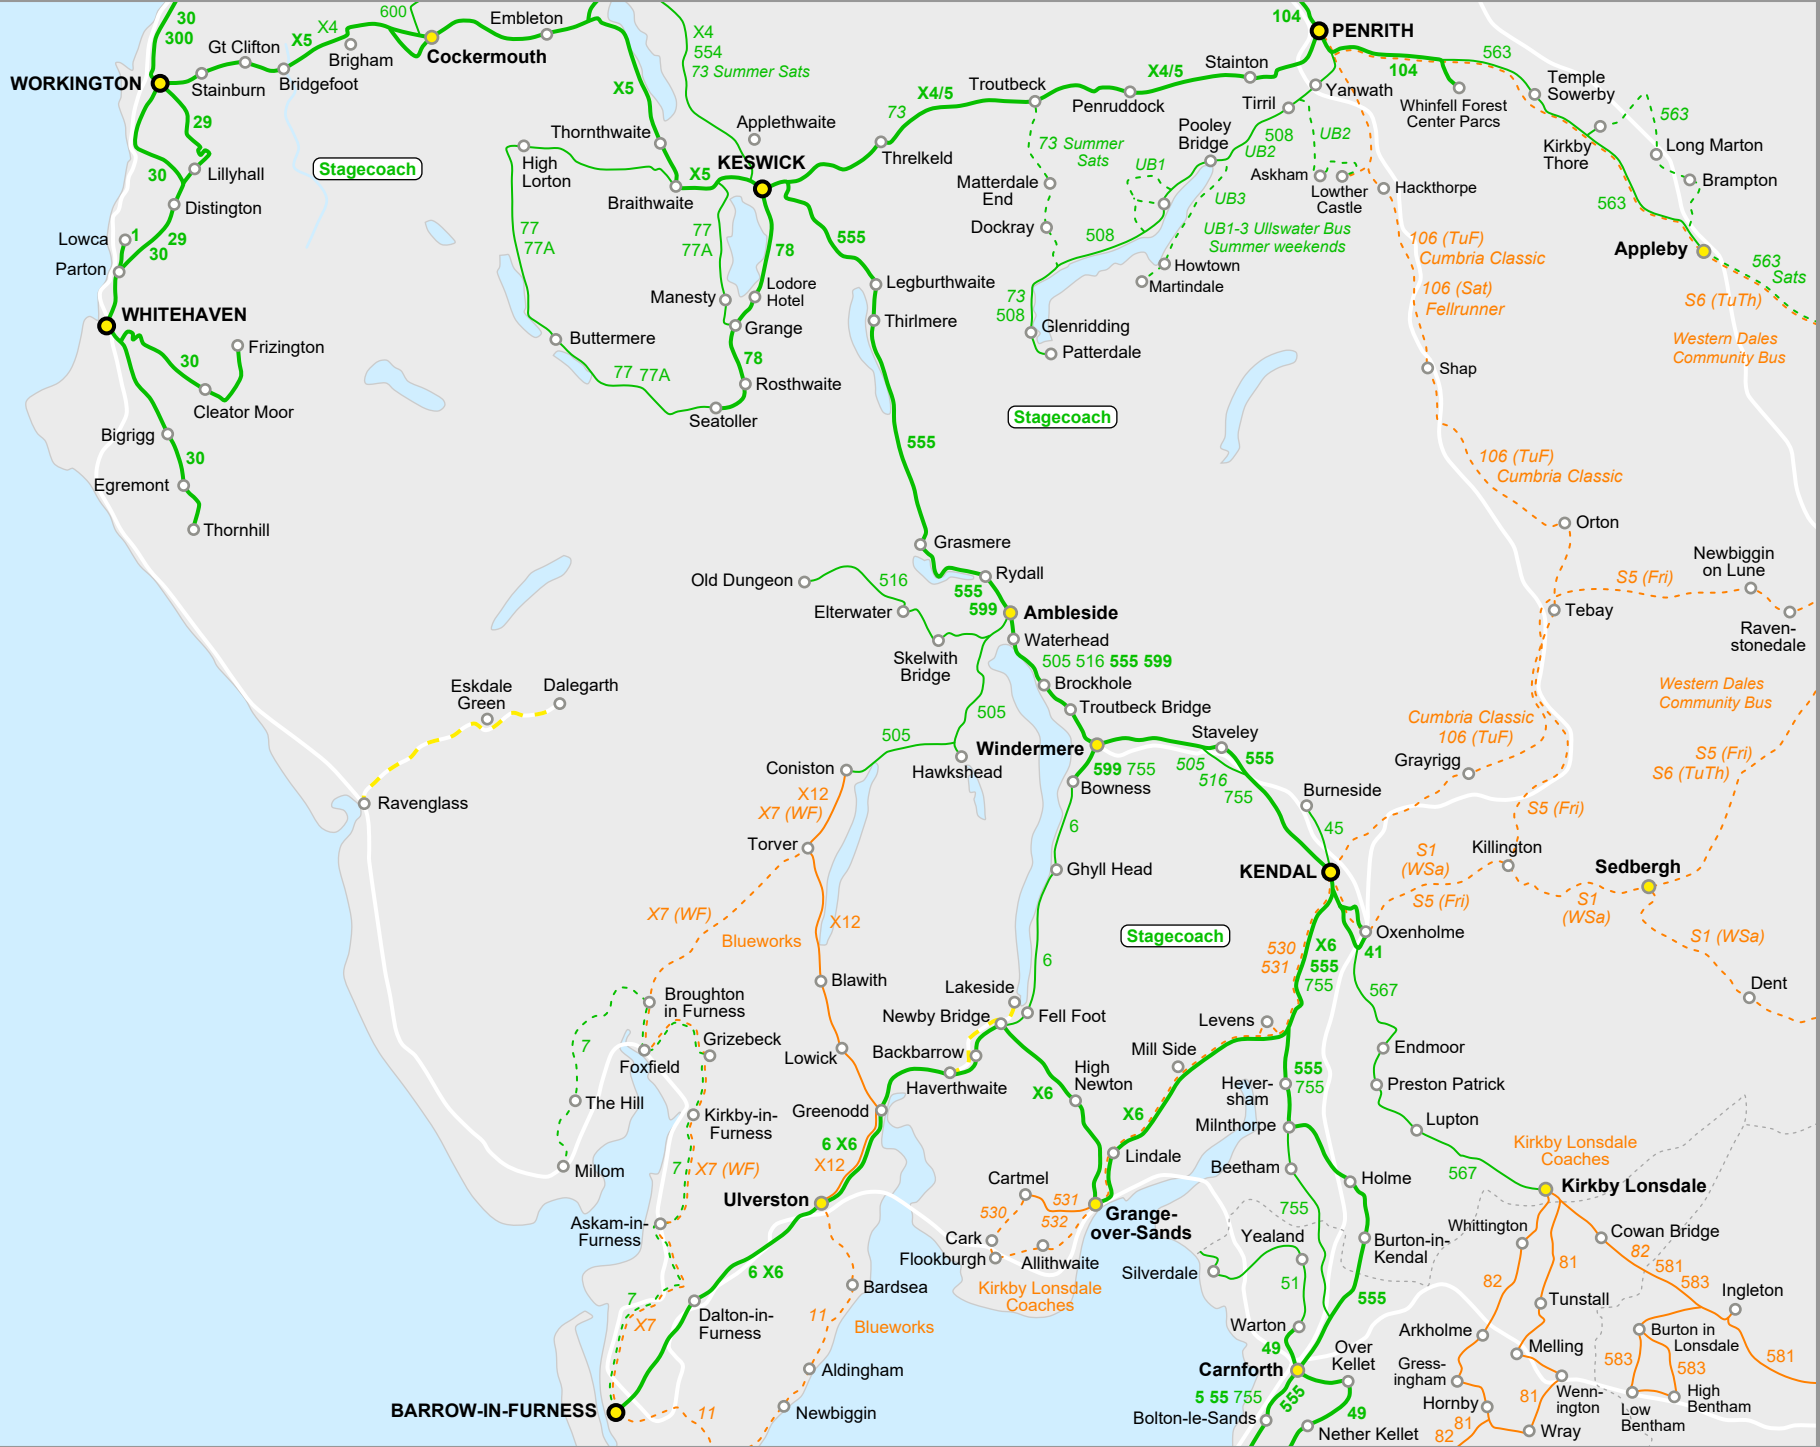 30
300
X4
600
Embleton
X4
554
73 Summer Sats
104
PENRITH
Gt Clifton
X5
Brigham
Cockermouth
WORKINGTON
Stainburn
Bridgefoot
X5
Troutbeck
X4/5
Stainton
104
563
Temple
Sowerby
Penruddock
Yanwath
Whinfell Forest
Center Parcs
X4/5
73
Tirril
29
Thornthwaite
Applethwaite
Threlkeld
Pooley
Bridge
508
UB2
563
Kirkby
Thore
Long Marton
Brampton
High
Lorton
KESWICK
X5
Braithwaite
73 Summer
Sats
UB1
UB2
Askham
Lowther
Castle
Hackthorpe
Stagecoach
30
Lillyhall
Distington
Matterdale
End
Dockray
UB3
563
Lowca
1
29
30
Parton
77
77A
77
77A
78
555
508
UB1-3 Ullswater Bus
Summer weekends
106 (TuF)
Cumbria Classic
Appleby
563
Sats
Howtown
Martindale
Manesty
Lodore
Hotel
Legburthwaite
73
508
106 (Sat)
Fellrunner
S6 (TuTh)
WHITEHAVEN
Grange
Thirlmere
Glenridding
Patterdale
Western Dales
Community Bus
Frizington
30
Buttermere
78
77 77A
Rosthwaite
Shap
Cleator Moor
Seatoller
Stagecoach
Bigrigg
30
555
106 (TuF)
Cumbria Classic
Egremont
Thornhill
Orton
Grasmere
Newbiggin
on Lune
Old Dungeon
516
Rydall
555
599
S5 (Fri)
Elterwater
Ambleside
Tebay
Raven-
stonedale
Skelwith
Bridge
Waterhead
505 516 555 599
Eskdale
Green
Dalegarth
Brockhole
Western Dales
Community Bus
505
Troutbeck Bridge
Cumbria Classic
106 (TuF)
505
Windermere
Staveley
555
S5 (Fri)
S6 (TuTh)
Coniston
Hawkshead
599 755
505
516
755
Grayrigg
Bowness
Ravenglass
X12
X7 (WF)
Burneside
S5 (Fri)
6
45
Torver
Killington
S1
(WSa)
Sedbergh
Ghyll Head
KENDAL
S5 (Fri)
S1
(WSa)
X7 (WF)
X12
Blueworks
Stagecoach
530
531
X6
555
755
41
Oxenholme
S1 (WSa)
6
Blawith
Lakeside
567
Dent
Broughton
in Furness
Newby Bridge
Fell Foot
Levens
Grizebeck
7
Foxfield
Lowick
Backbarrow
Haverthwaite
Mill Side
Endmoor
High
Newton
X6
555
755
Hever-
sham
Preston Patrick
The Hill
Kirkby-in-
Furness
Greenodd
X6
Milnthorpe
Lupton
6 X6
X12
Lindale
Kirkby Lonsdale
Coaches
Millom
7
X7 (WF)
Cartmel
Beetham
Holme
567
Ulverston
531
530
532
Grange-
over-Sands
755
Kirkby Lonsdale
Askam-in-
Furness
Cark
Flookburgh
Allithwaite
Yealand
Burton-in-
Kendal
Whittington
Cowan Bridge
82
581
583
81
6 X6
Bardsea
Kirkby Lonsdale
Coaches
Silverdale
51
82
Ingleton
7
X7
Dalton-in-
Furness
11
Blueworks
555
Tunstall
Warton
49
Over
Kellet
Arkholme
Melling
Burton in
Lonsdale
581
Aldingham
Carnforth
Gress-
ingham
583
583
5 55 755
555
Hornby
81
Wenn-
ington
High
Bentham
BARROW-IN-FURNESS
11
Newbiggin
Bolton-le-Sands
49
Nether Kellet
81
82
Wray
Low
Bentham